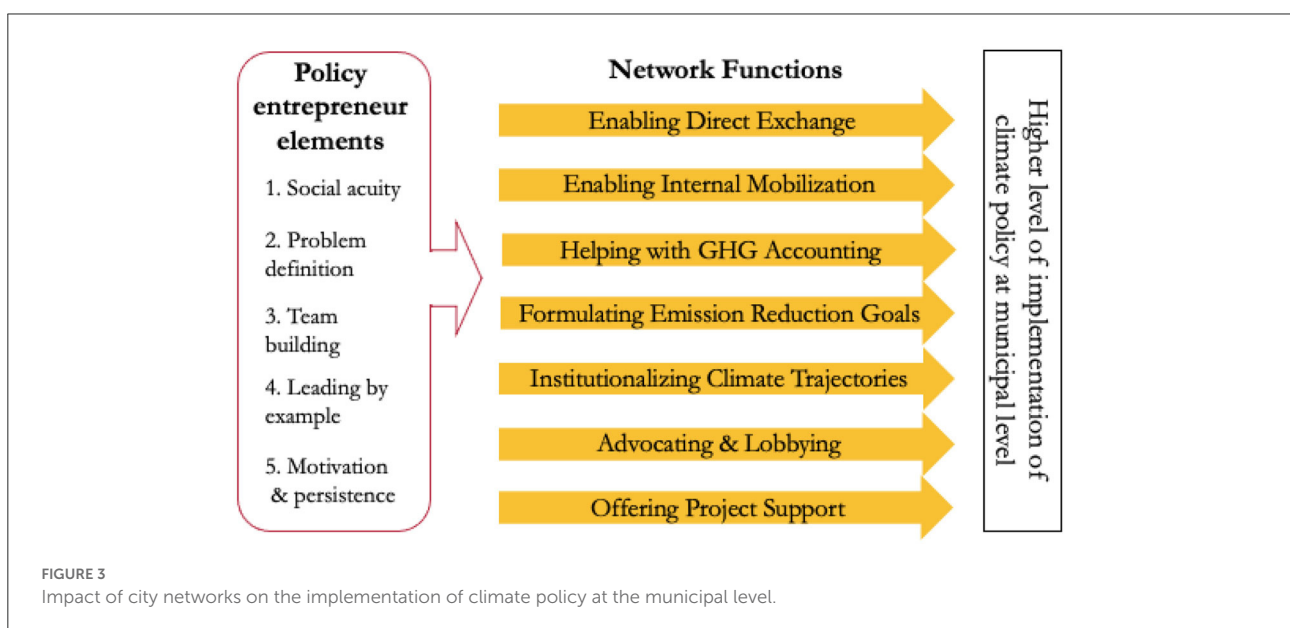 Policy
entrepreneur
elements
1. Social acuity
2. Problem
definition
3. Team
building
4. Leading by
example
5. Motivation
& persistence
Network Functions
Enabling Direct Exchange
Enabling Internal Mobilization
Helping with GHG Accounting
Formulating Emission Reduction Goals
Institutionalizing Climate Trajectories
Advocating & Lobbying
Offering Project Support
Higher level of implementation of
climate policy at municipal level
FIGURE 3
Impact of city networks on the implementation of climate policy at the municipal level.